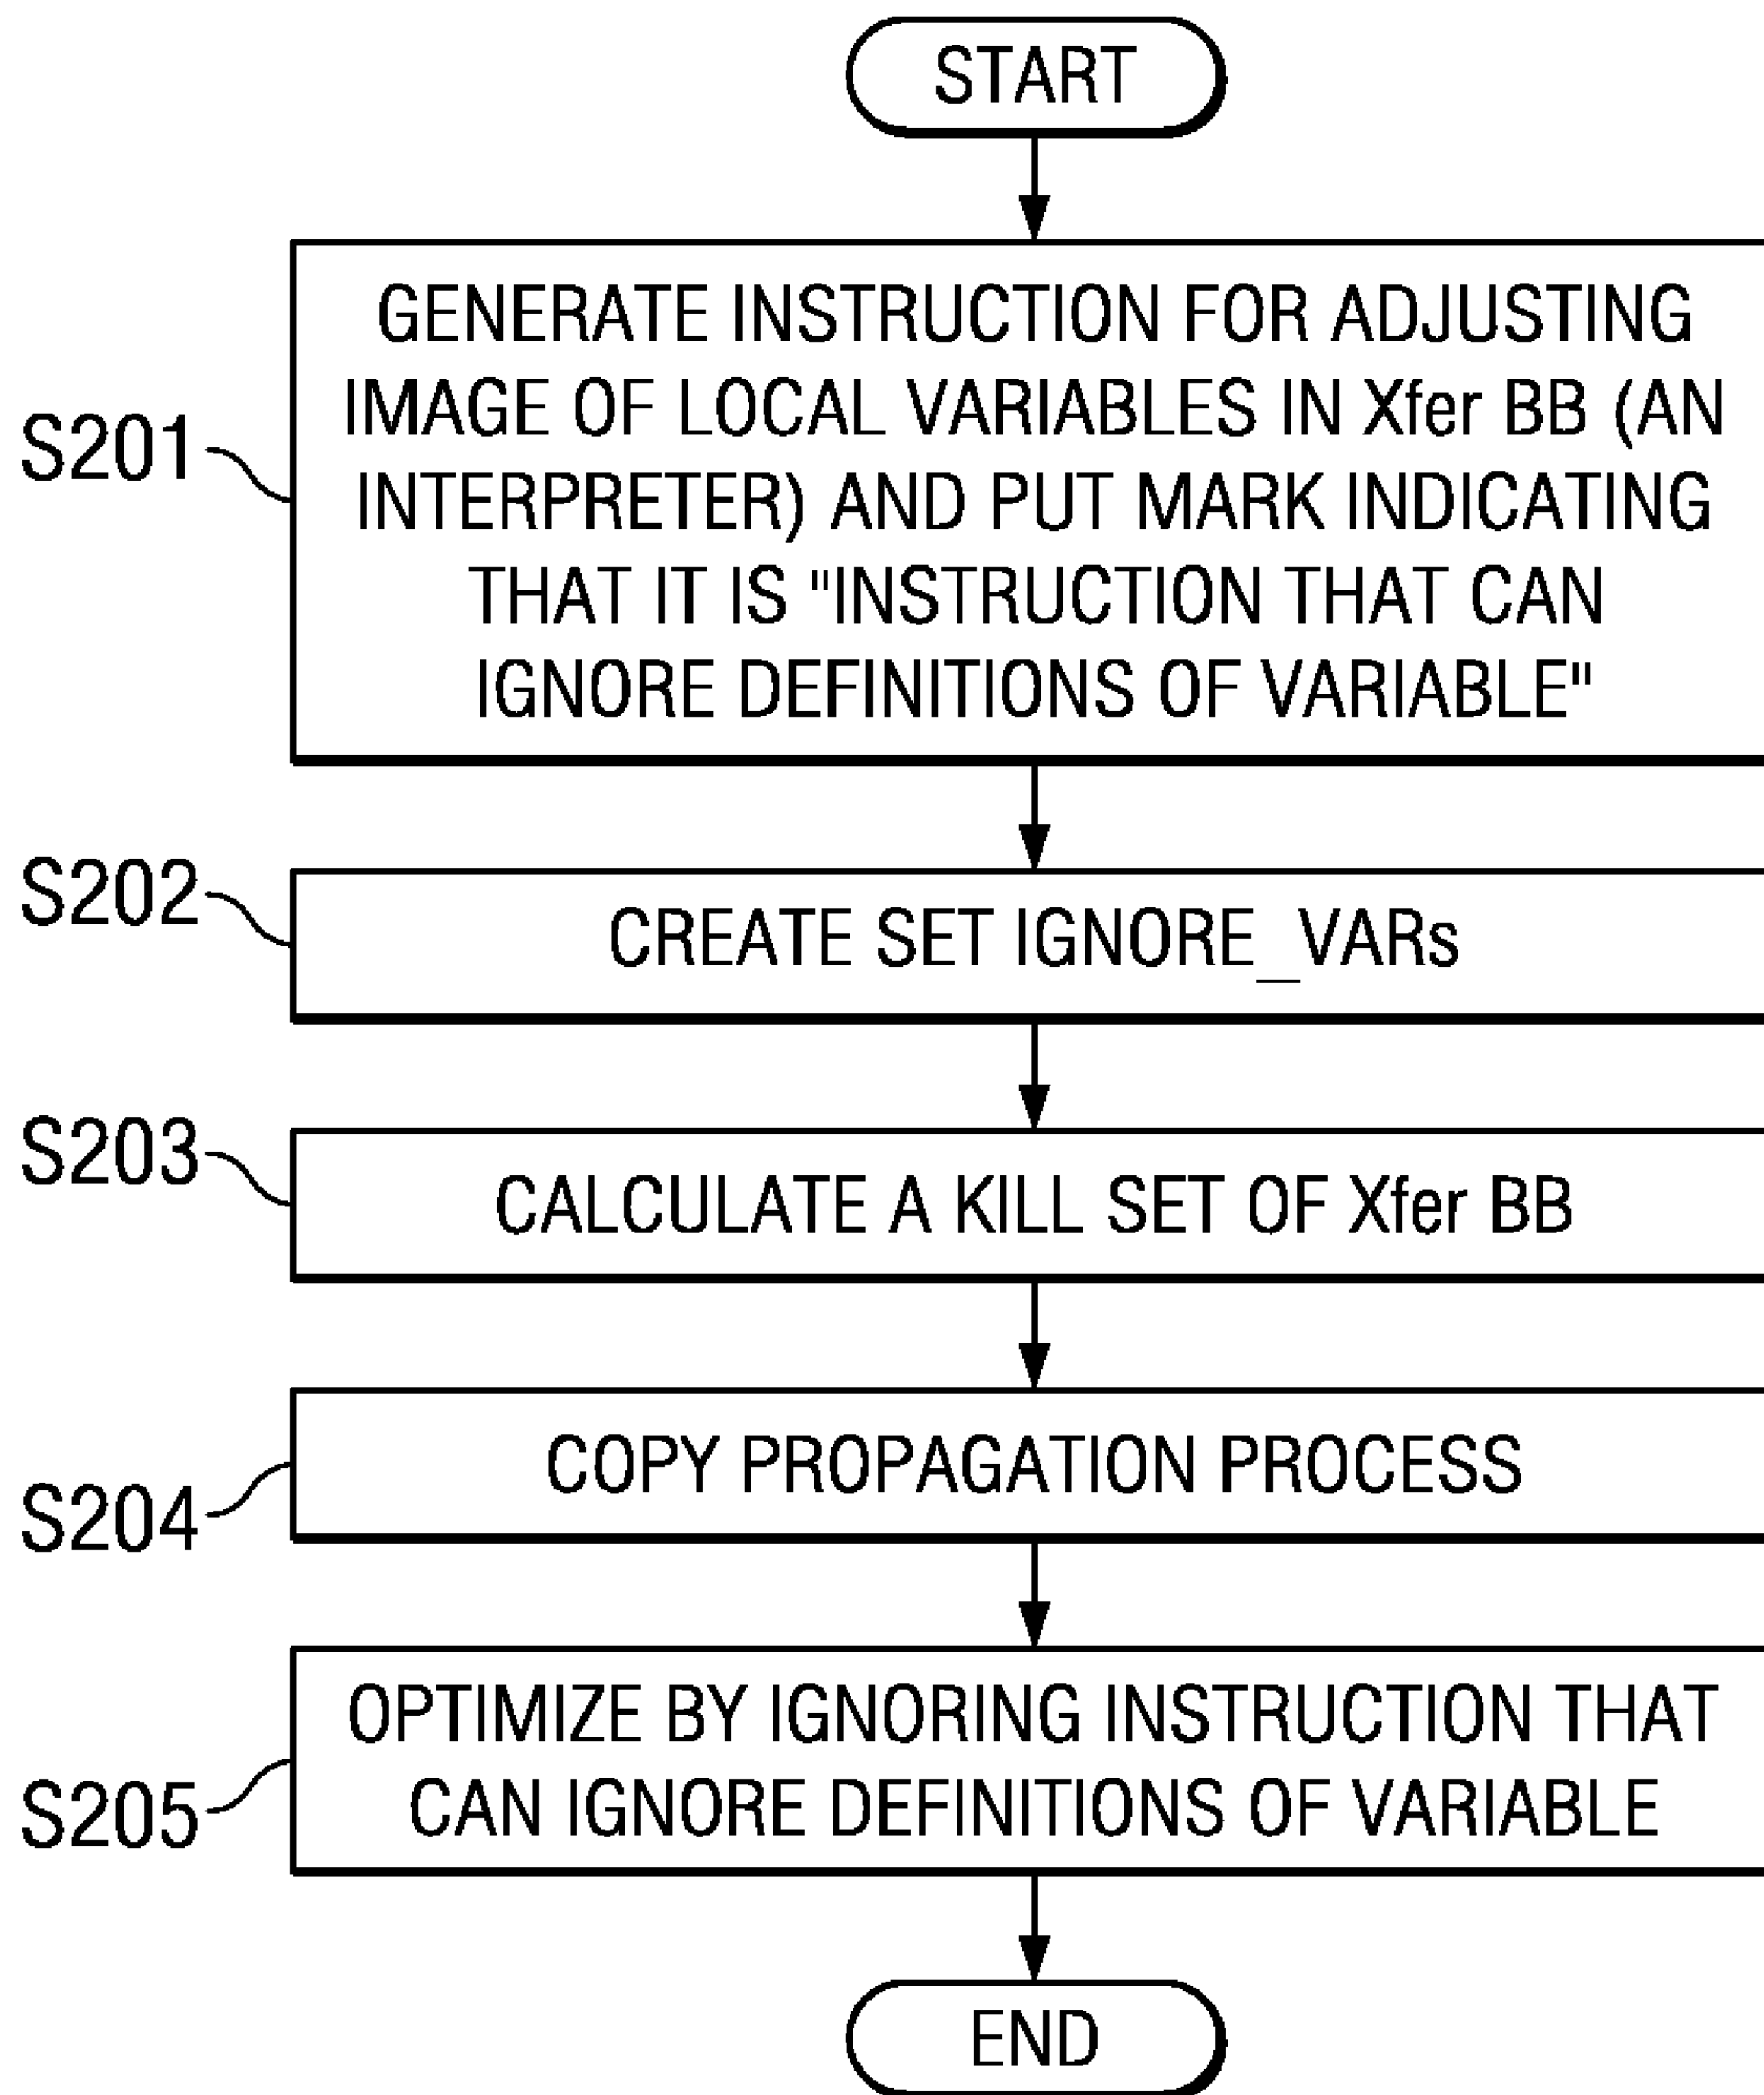 START
S201
GENERATE INSTRUCTION FOR ADJUSTING
IMAGE OF LOCAL VARIABLES IN Xfer BB (AN
INTERPRETER) AND PUT MARK INDICATING
THAT IT IS "INSTRUCTION THAT CAN
IGNORE DEFINITIONS OF VARIABLE"
S202
CREATE SET IGNORE_VARs
S203
CALCULATE A KILL SET OF Xfer BB
S204
COPY PROPAGATION PROCESS
S205
OPTIMIZE BY IGNORING INSTRUCTION THAT
CAN IGNORE DEFINITIONS OF VARIABLE
END